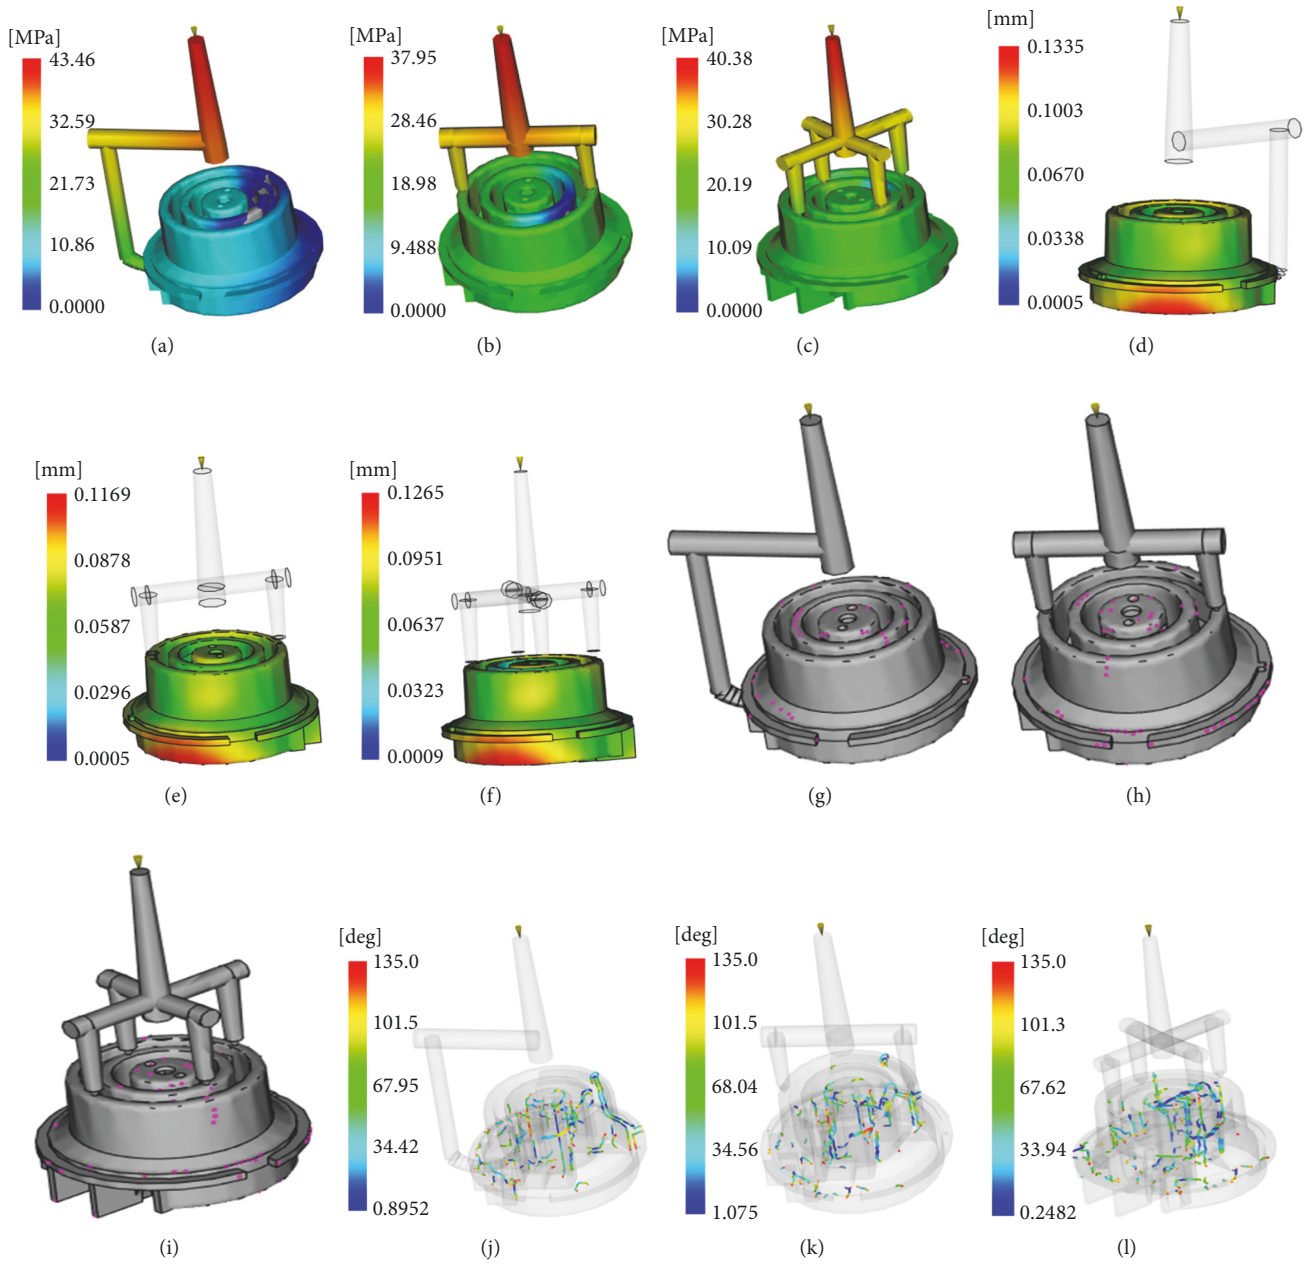 [MPa]
43.46
32.59
21.73
10.86
0.0000
(a)
[MPa]
37.95
28.46
18.98
9.488
0.0000
(b)
[MPa]
40.38
30.28
20.19
10.09
0.0000
(c)
[mm]
0.1335
0.1003
0.0670
0.0338
0.0005
(d)
[mm]
0.1169
0.0878
0.0587
0.0296
0.0005
(e)
[mm]
0.1265
0.0951
0.0637
0.0323
0.0009
(f)
(g)
(h)
(i)
[deg]
135.0
101.5
67.95
34.42
0.8952
(j)
[deg]
135.0
101.5
68.04
34.56
1.075
(k)
[deg]
135.0
101.3
67.62
33.94
0.2482
(l)